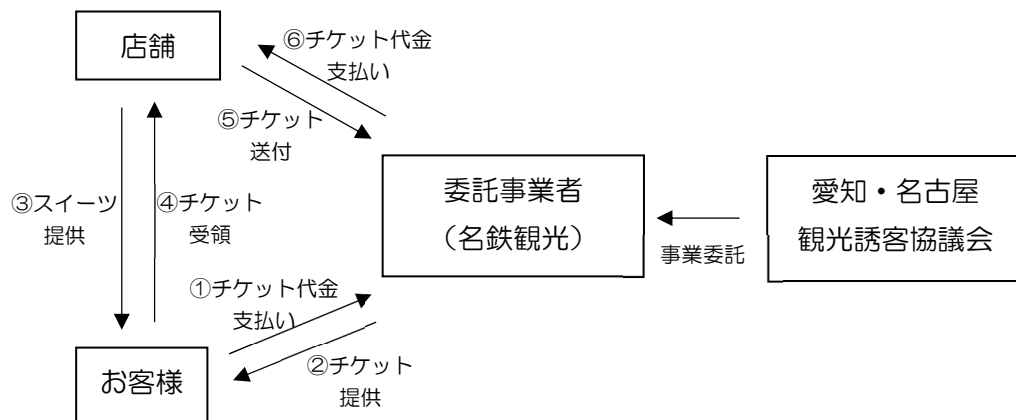 店舗
⑥チケット代金
支払い
⑤チケット
送付
委託事業者
（名鉄観光）
愛知・名古屋
観光誘客協議会
事業委託
③スイーツ
提供
④チケット
受領
①チケット代金
支払い
②チケット
提供
お客様